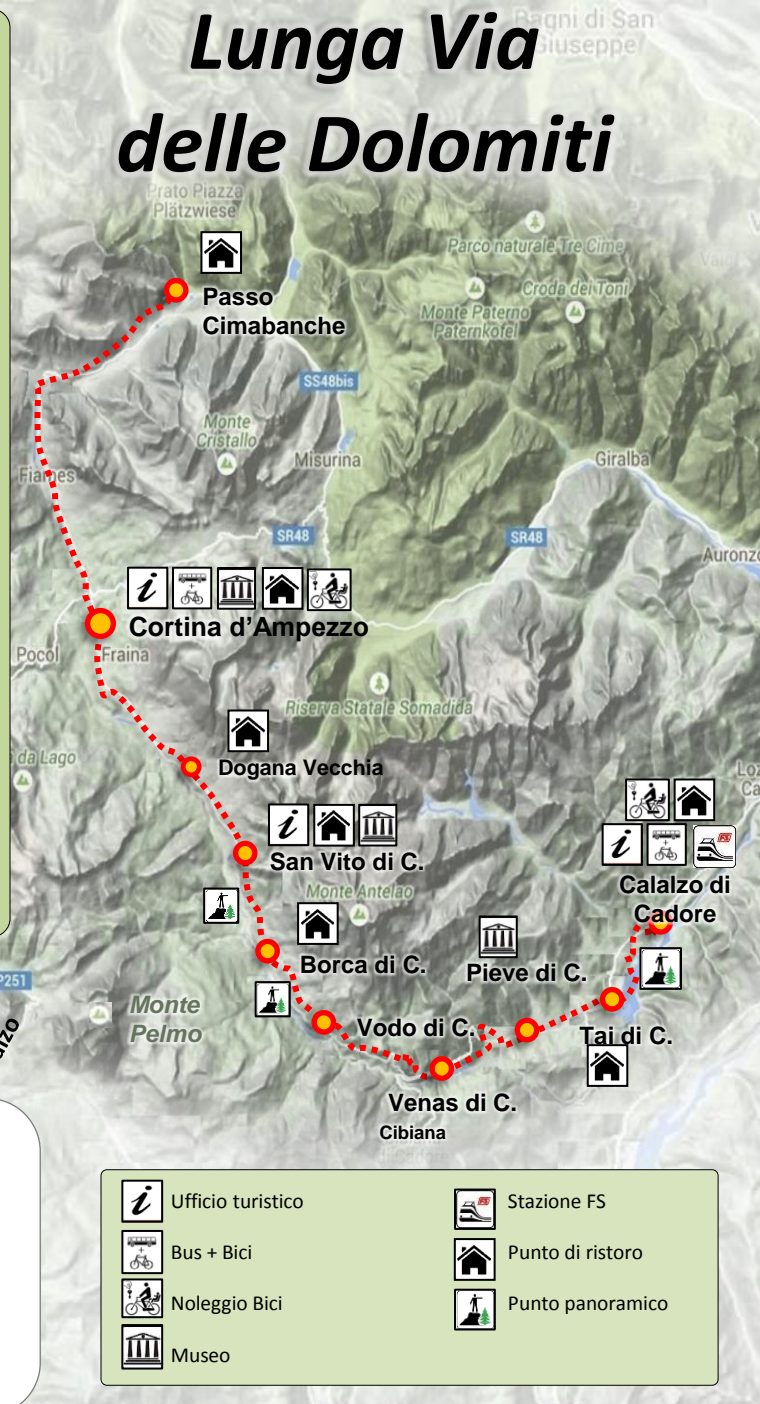 Lunga Via
delle Dolomiti
Bagni di San
Giuseppe
Prato Piazza
Plätzwiese
Parco naturale Tre Cime
Croda dei Toni
Monte Paterno
Paternkofel
Passo
Cimabanche
SS48bis
Monte
Cristallo
Misurina
Giralba
Fiames
SR48
SR48
Auronzo
i
Cortina d'Ampezzo
Pocol
Fraina
Riserva Statale Somadida
da Lago
Dogana Vecchia
i
San Vito di C.
i
FS
Calalzo di
Cadore
Monte Antelao
Borca di C.
Pieve di C.
P251
Monte
Pelmo
Vodo di C.
Tai di C.
Venas di C.
Cibiana
i Ufficio turistico
Bus + Bici
Noleggio Bici
Museo
FS Stazione FS
Punto di ristoro
Punto panoramico